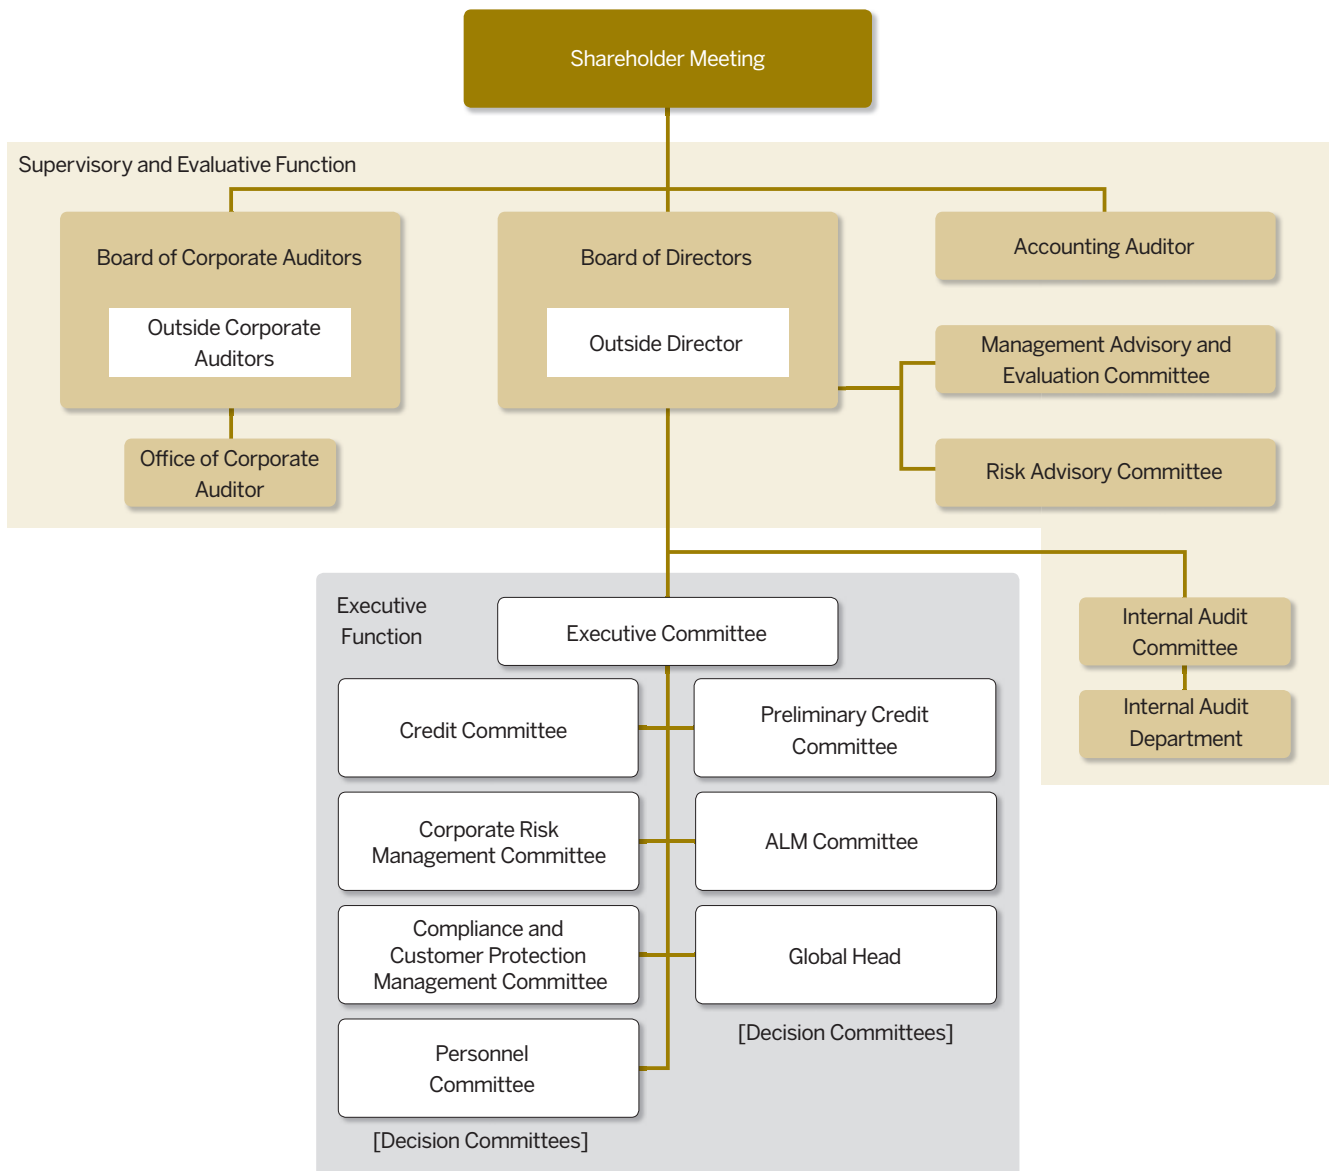 Shareholder Meeting
Supervisory and Evaluative Function
Board of Corporate Auditors
Outside Corporate
Auditors
Office of Corporate
Auditor
Board of Directors
Outside Director
Accounting Auditor
Management Advisory and
Evaluation Committee
Risk Advisory Committee
Internal Audit
Committee
Internal Audit
Department
Executive
Function
Executive Committee
Credit Committee
Preliminary Credit
Committee
Corporate Risk
Management Committee
ALM Committee
Compliance and
Customer Protection
Management Committee
Global Head
[Decision Committees]
Personnel
Committee
[Decision Committees]